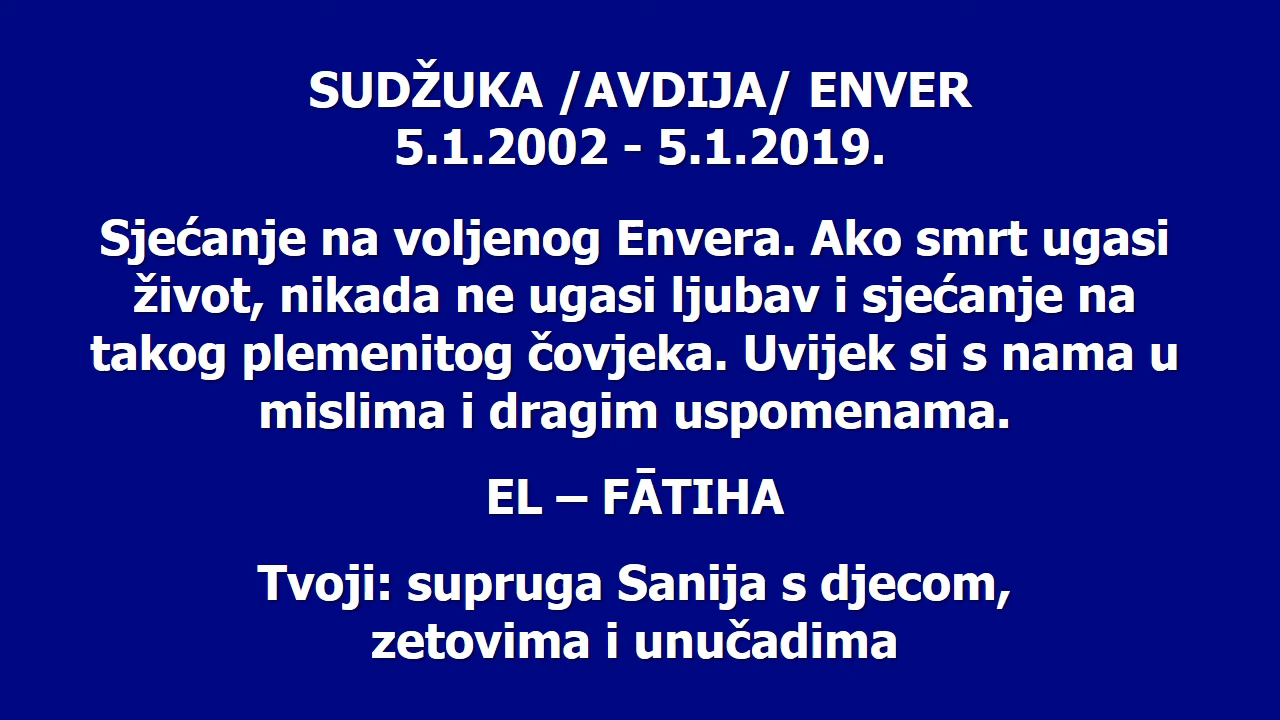 SUDŽUKA /AVDIJA/ ENVER
5.1.2002 - 5.1.2019.
Sjećanje na voljenog Envera. Ako smrt ugasi
život, nikada ne ugasi ljubav i sjećanje na
takog plemenitog čovjeka. Uvijek si s nama u
mislima i dragim uspomenama.
EL – FĀTIHA
Tvoji: supruga Sanija s djecom,
zetovima i unučadima